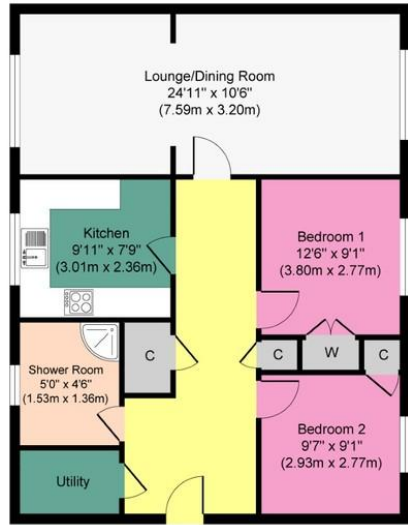 Lounge/Dining Room
24'11" x 10'6"
(7.59m x 3.20m)
Kitchen
9'11" x 7'9"
(3.01m x 2.36m)
Bedroom 1
12'6" x 9'1"
(3.80m x 2.77m)
C
C
W
C
Shower Room
5'0" x 4'6"
(1.53m x 1.36m)
Bedroom 2
9'7" x 9'1"
(2.93m x 2.77m)
Utility